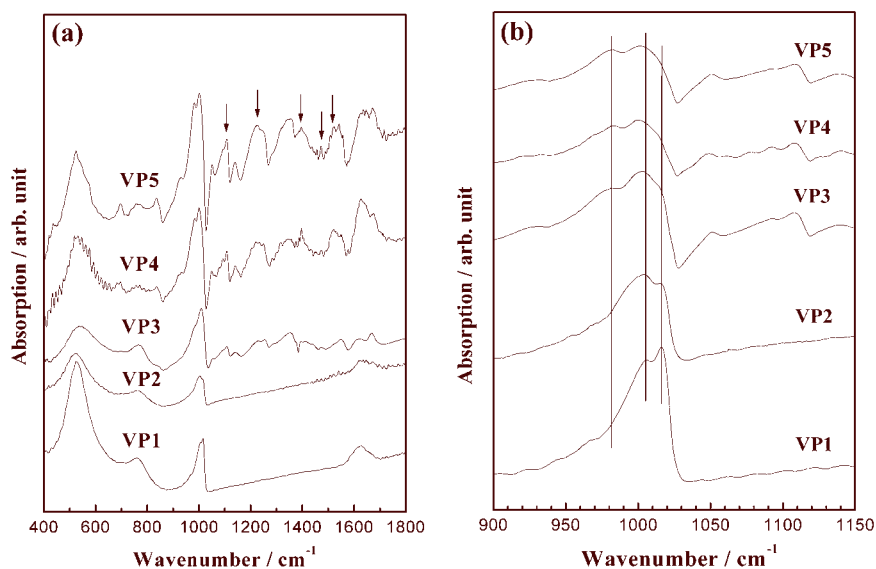 (a)
VP5
VP4
VP3
VP2
VP1
Absorption / arb. unit
400 600 800 1000 1200 1400 1600 1800
Wavenumber / cm⁻¹
(b)
VP5
VP4
VP3
VP2
VP1
Absorption / arb. unit
900 950 1000 1050 1100 1150
Wavenumber / cm⁻¹